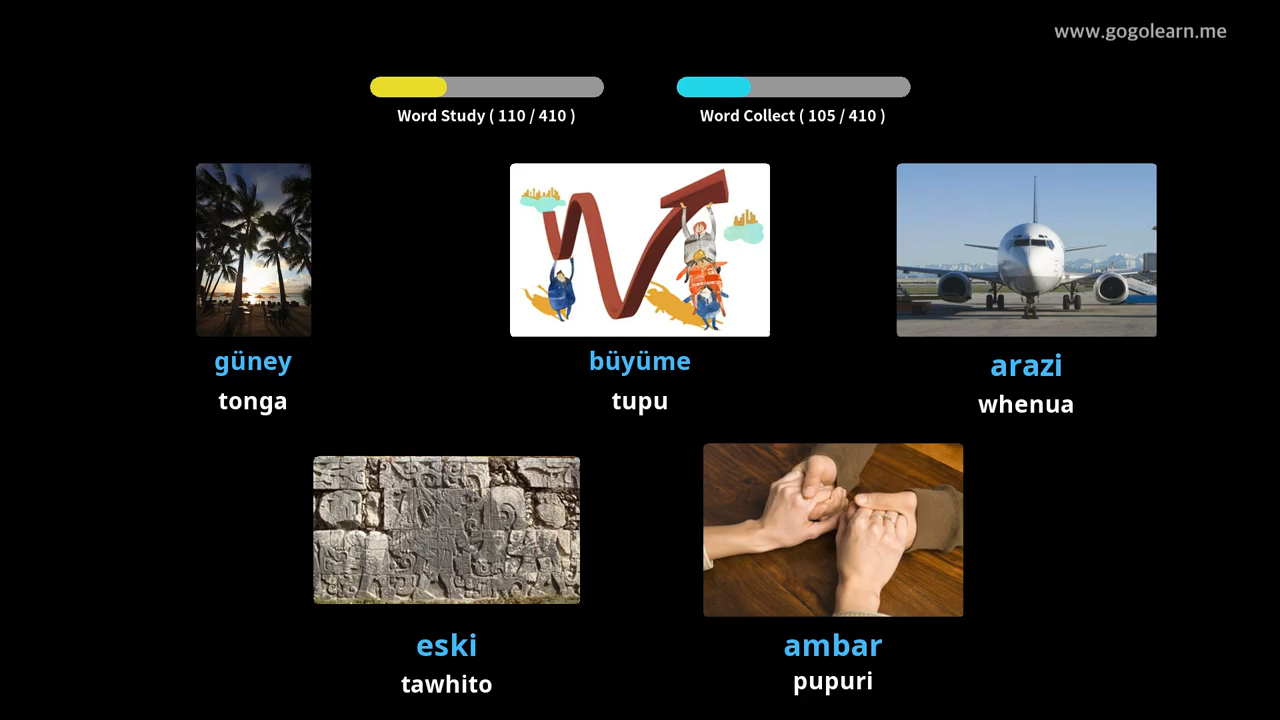 www.gogolearn.me
Word Study ( 110 / 410 )
Word Collect ( 105 / 410 )
güney
tonga
büyüme
tupu
arazi
whenua
eski
tawhito
ambar
pupuri